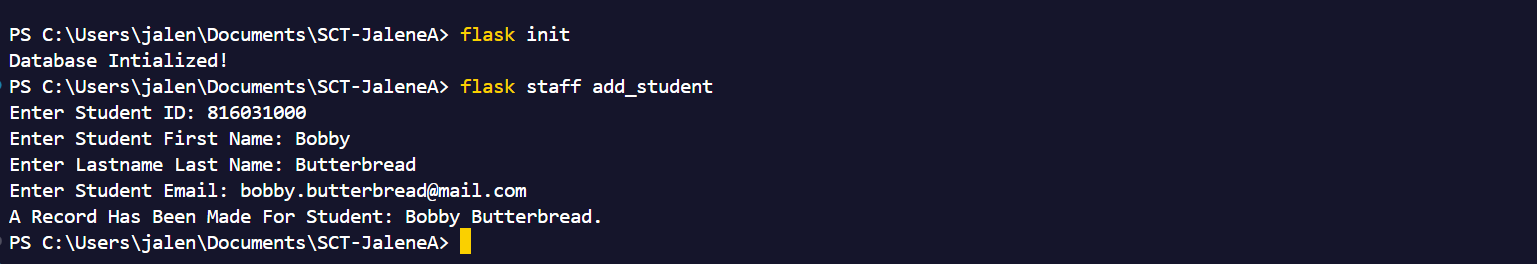 PS C:\Users\jalen\Documents\SCT-JaleneA> flask init
Database Intialized!
PS C:\Users\jalen\Documents\SCT-JaleneA> flask staff add_student
Enter Student ID: 816031000
Enter Student First Name: Bobby
Enter Lastname Last Name: Butterbread
Enter Student Email: bobby.butterbread@mail.com
A Record Has Been Made For Student: Bobby Butterbread.
PS C:\Users\jalen\Documents\SCT-JaleneA>